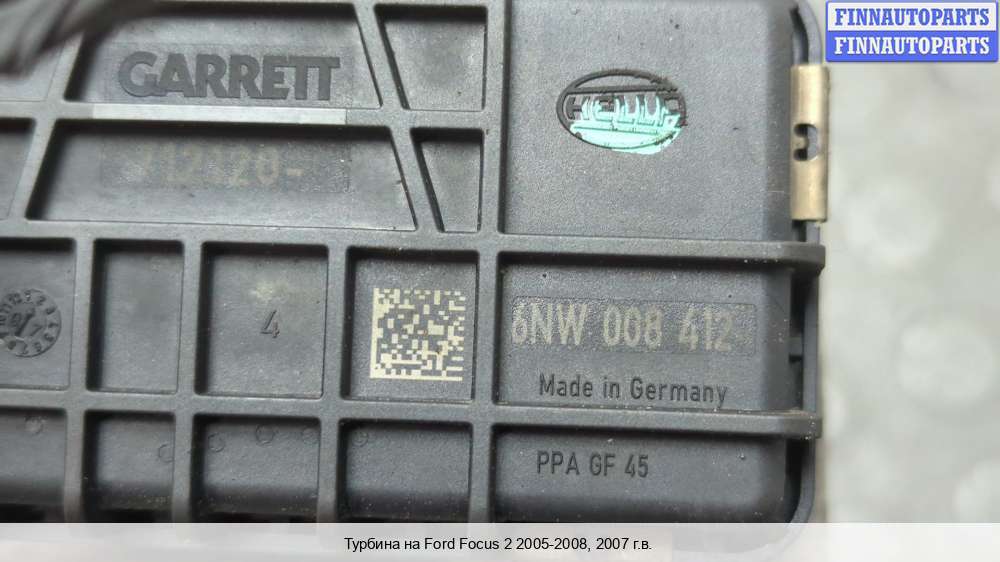 FINNAUTOPARTS
FINNAUTOPARTS
GARRETT
4
6NW 008 412
Made in Germany
PPA GF 45
Турбина на Ford Focus 2 2005-2008, 2007 г.в.